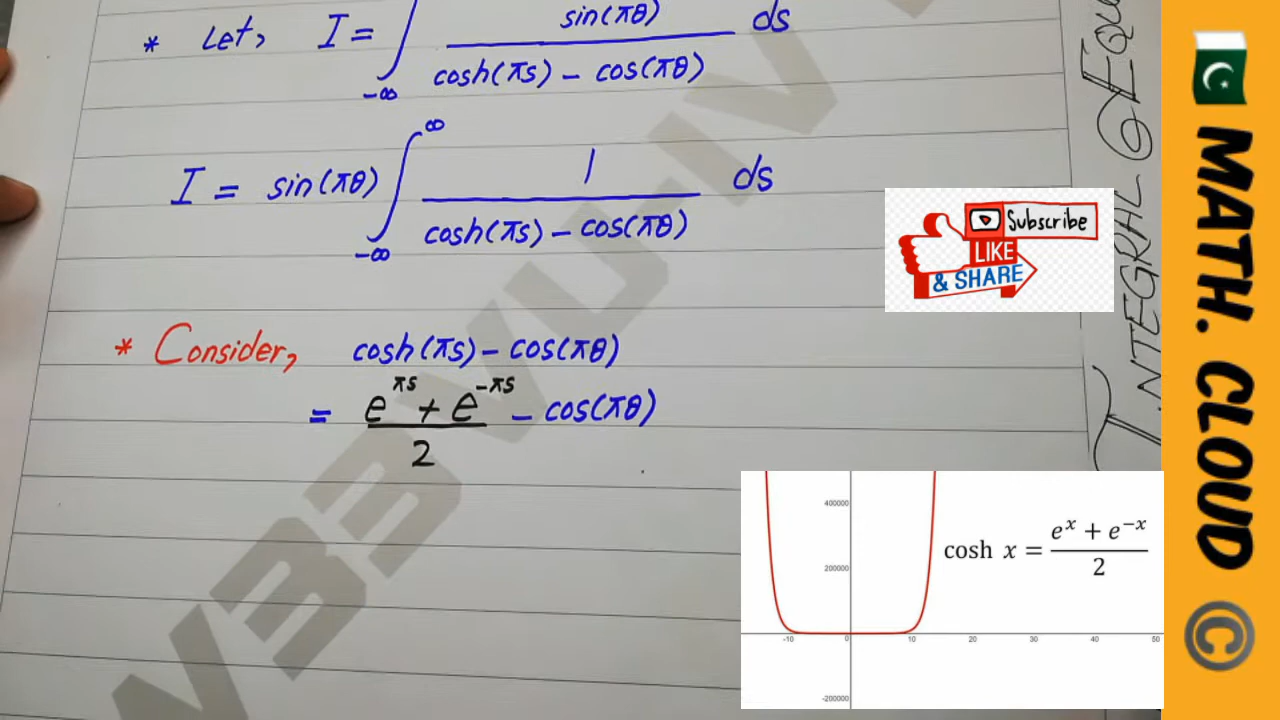 * Let, I = ∫ sin(πθ) / cosh(πs) − cos(πθ) ds
−∞
I = sin(πθ) ∫ 1 / cosh(πs) − cos(πθ) ds
∞
−∞
* Consider, cosh(πs) − cos(πθ)
= e^πs + e^−πs / 2 − cos(πθ)
Subscribe
LIKE
& SHARE
400000
200000
-10 0 10 20 30 40 50
-200000
cosh x = e^x + e^−x / 2
INTEGRAL
MATH. CLOUD ©